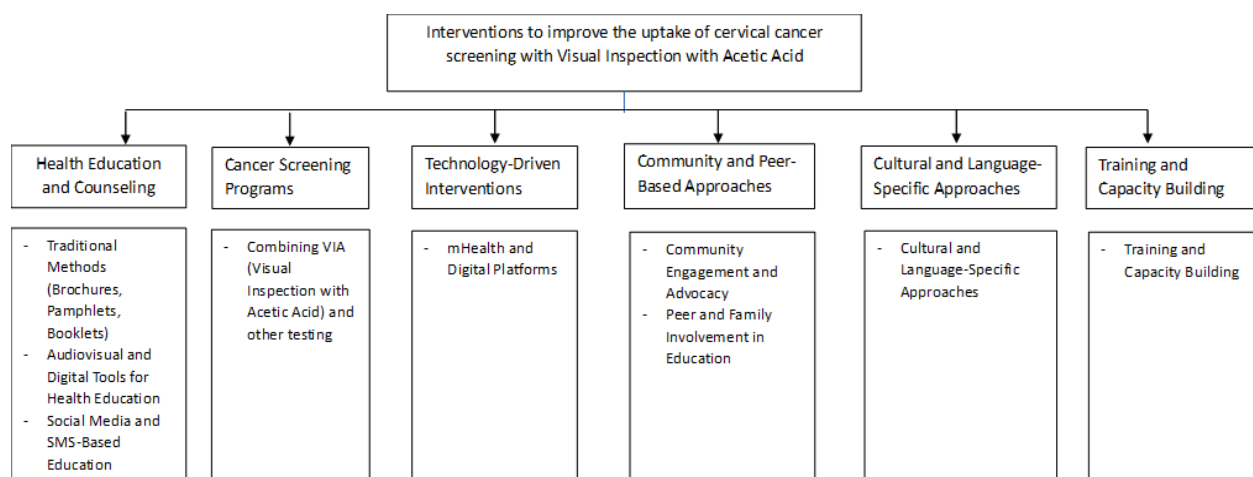 Interventions to improve the uptake of cervical cancer
screening with Visual Inspection with Acetic Acid
Health Education
and Counseling
Cancer Screening
Programs
Technology-Driven
Interventions
Community and Peer-
Based Approaches
Cultural and Language-
Specific Approaches
Training and
Capacity Building
- Traditional
Methods
(Brochures,
Pamphlets,
Booklets)
- Audiovisual and
Digital Tools for
Health Education
- Social Media and
SMS-Based
Education
- Combining VIA
(Visual
Inspection with
Acetic Acid) and
other testing
- mHealth and
Digital Platforms
- Community
Engagement and
Advocacy
- Peer and Family
Involvement in
Education
- Cultural and
Language-Specific
Approaches
- Training and
Capacity Building